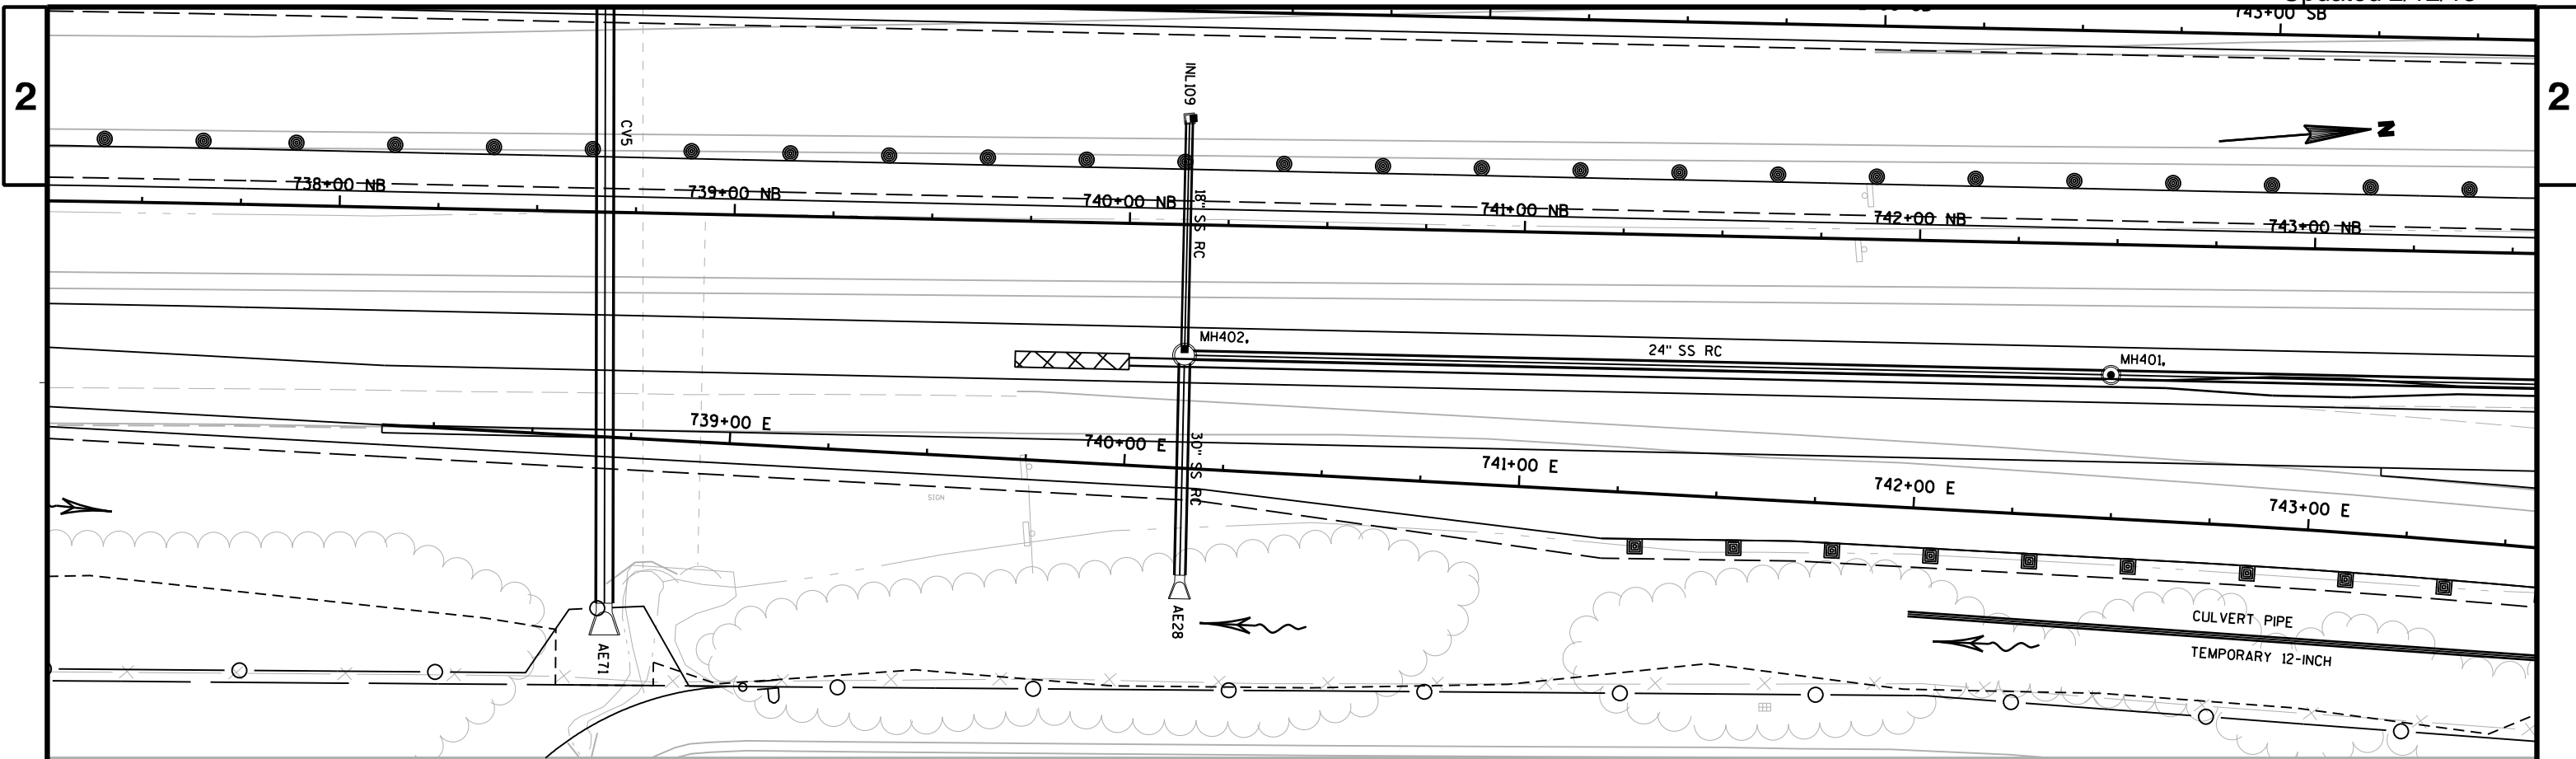 743+00 SB
2
2
INL109
CV5
N
738+00 NB
739+00 NB
740+00 NB
18" SS RC
741+00 NB
742+00 NB
743+00 NB
MH402,
24" SS RC
MH401,
739+00 E
740+00 E
30" SS RC
741+00 E
742+00 E
743+00 E
SIGN
AE28
AE71
CULVERT PIPE
TEMPORARY 12-INCH